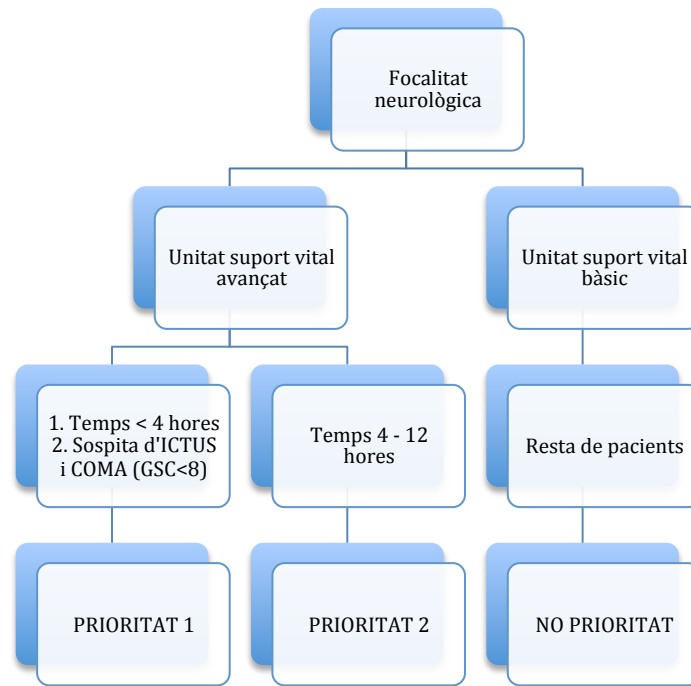 Focalitat
neurològica
Unitat suport vital
avançat
Unitat suport vital
bàsic
1. Temps < 4 hores
2. Sospita d'ICTUS
i COMA (GSC<8)
Temps 4 - 12
hores
Resta de pacients
PRIORITAT 1
PRIORITAT 2
NO PRIORITAT